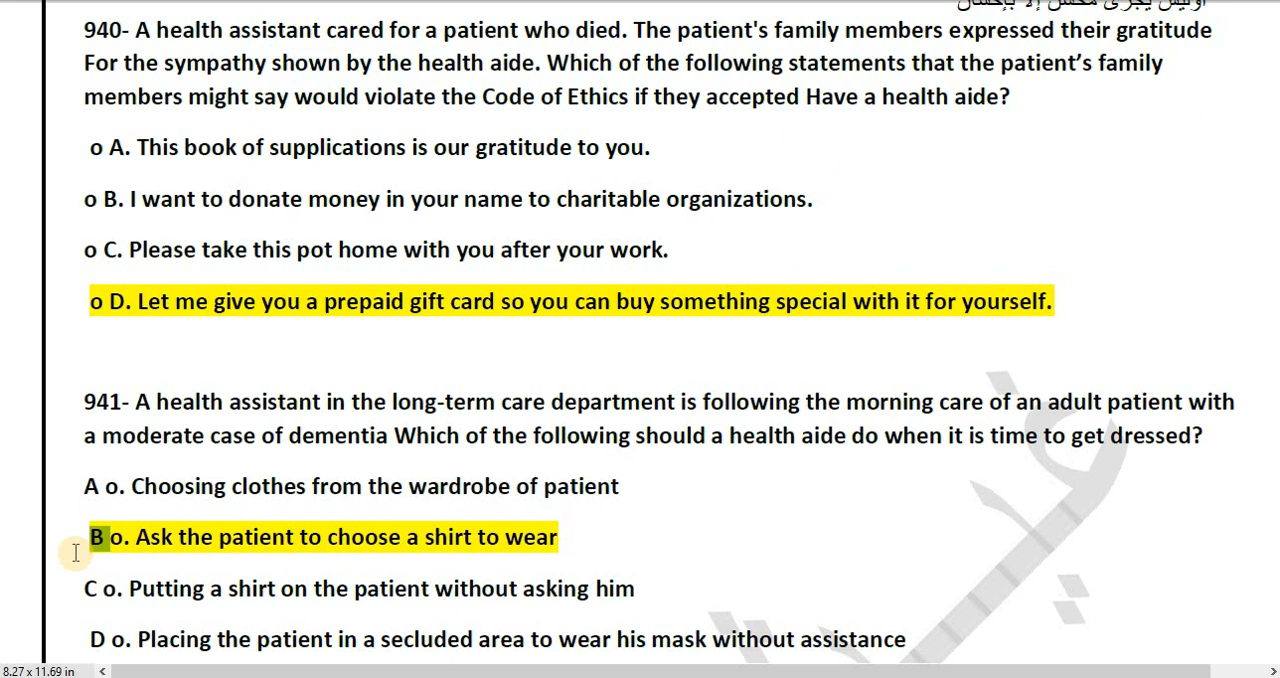 940- A health assistant cared for a patient who died. The patient's family members expressed their gratitude
For the sympathy shown by the health aide. Which of the following statements that the patient’s family
members might say would violate the Code of Ethics if they accepted Have a health aide?
o A. This book of supplications is our gratitude to you.
o B. I want to donate money in your name to charitable organizations.
o C. Please take this pot home with you after your work.
o D. Let me give you a prepaid gift card so you can buy something special with it for yourself.
941- A health assistant in the long-term care department is following the morning care of an adult patient with
a moderate case of dementia Which of the following should a health aide do when it is time to get dressed?
A o. Choosing clothes from the wardrobe of patient
B o. Ask the patient to choose a shirt to wear
C o. Putting a shirt on the patient without asking him
D o. Placing the patient in a secluded area to wear his mask without assistance
8.27 x 11.69 in